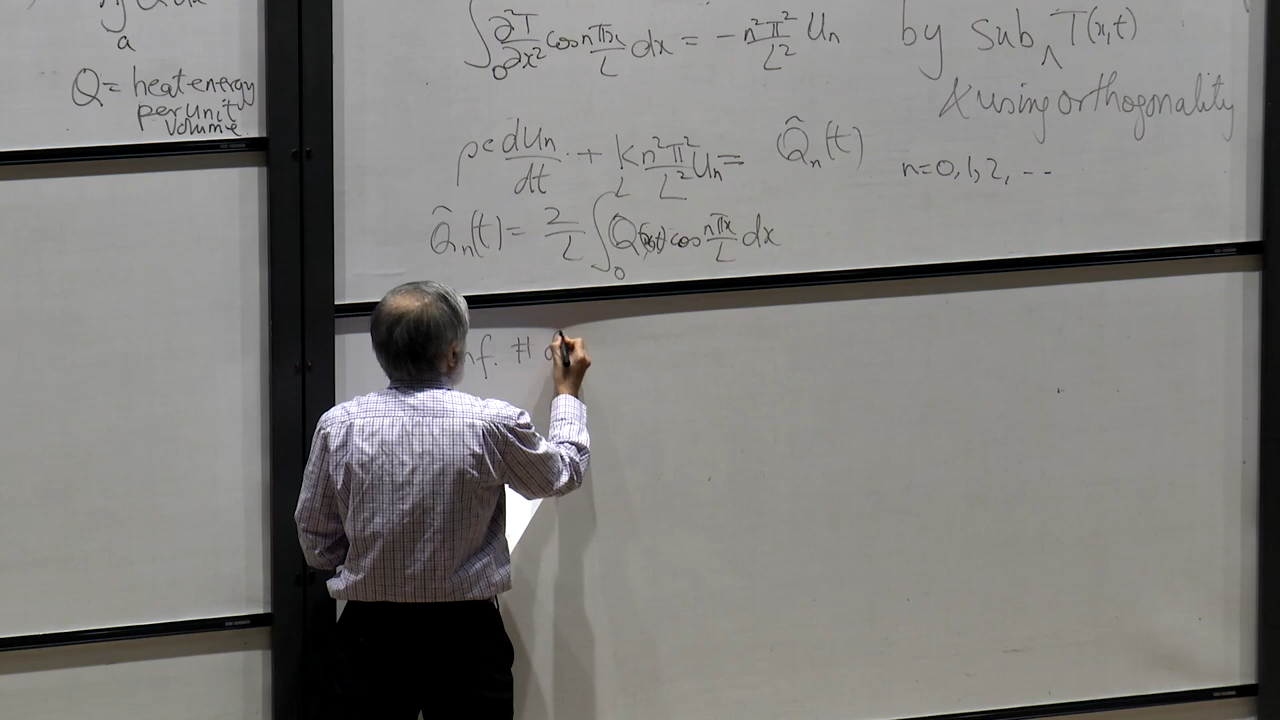 a
Q = heat energy
per unit
volume
∫₀ ∂²T/∂x² cos nπx/L dx = - n²π²/L² Un by sub ∧ T(x,t)
& using orthogonality
ρc dUn/dt + k n²π²/L² Un = Q̂n(t) n=0,1,2, ---
Q̂n(t) = 2/L ∫₀ᴸ Q(x,t) cos nπx/L dx
nf. #